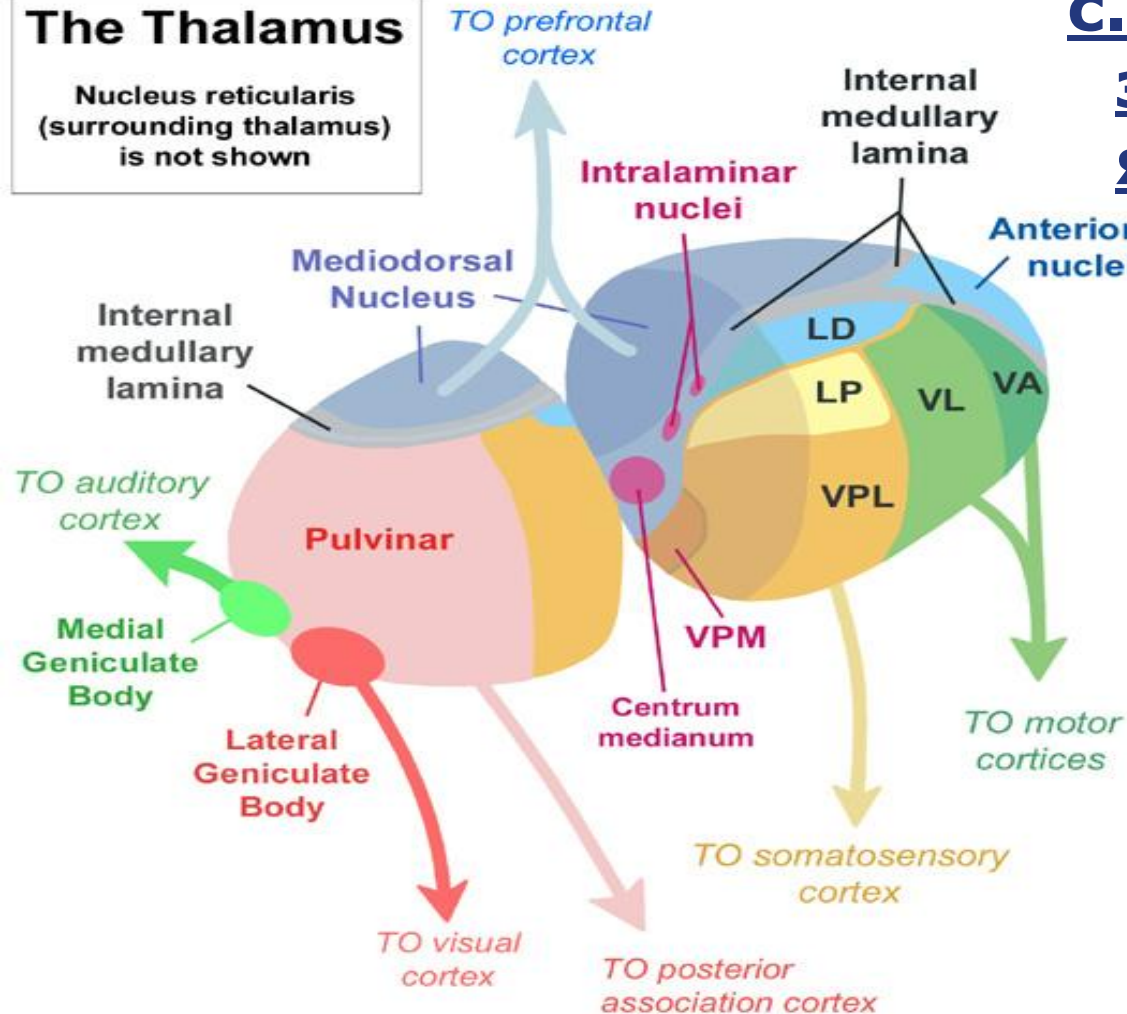 The Thalamus
Nucleus reticularis
(surrounding thalamus)
is not shown
TO prefrontal
cortex
c.
Internal
medullary
lamina
Intralaminar
nuclei
Mediodorsal
Nucleus
Internal
medullary
lamina
LD
LP
VL
VA
VPL
TO auditory
cortex
Pulvinar
Medial
Geniculate
Body
VPM
Centrum
medianum
Lateral
Geniculate
Body
TO motor
cortices
TO somatosensory
cortex
TO visual
cortex
TO posterior
association cortex